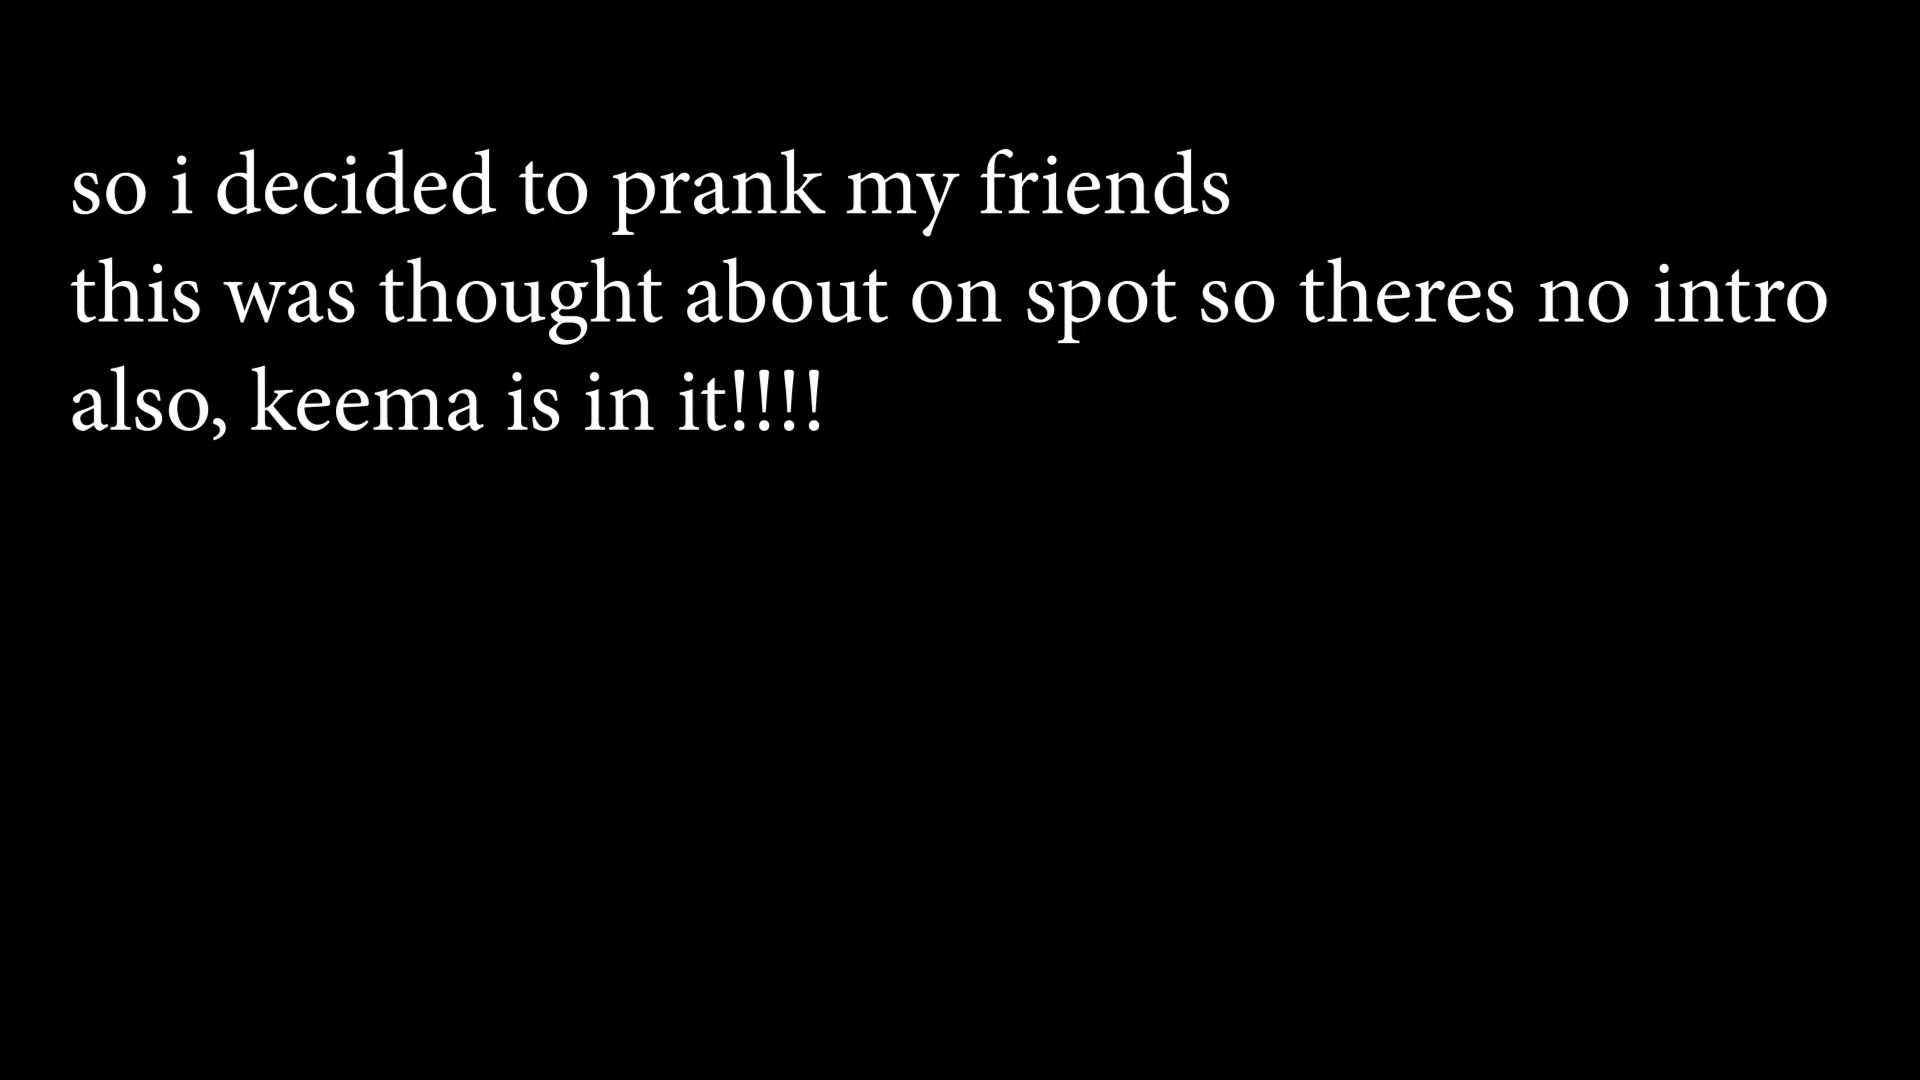 so i decided to prank my friends
this was thought about on spot so theres no intro
also, keema is in it!!!!